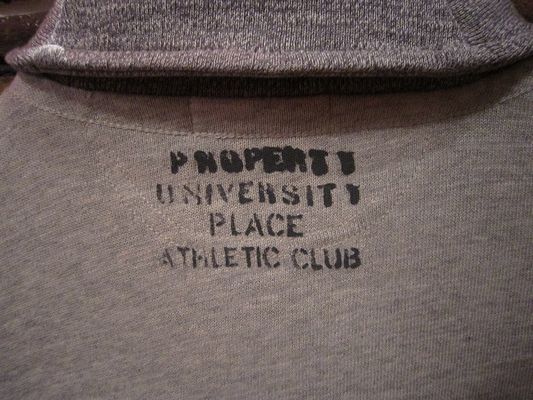 PROPERTY
UNIVERSITY
PLACE
ATHLETIC CLUB